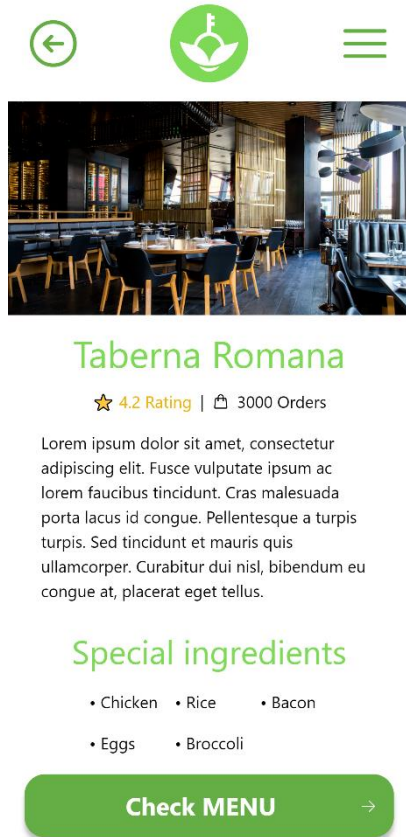 Taberna Romana
4.2 Rating | 3000 Orders
Lorem ipsum dolor sit amet, consectetur
adipiscing elit. Fusce vulputate ipsum ac
lorem faucibus tincidunt. Cras malesuada
porta lacus id congue. Pellentesque a turpis
turpis. Sed tincidunt et mauris quis
ullamcorper. Curabitur dui nisl, bibendum eu
congue at, placerat eget tellus.
Special ingredients
• Chicken • Rice • Bacon
• Eggs • Broccoli
Check MENU